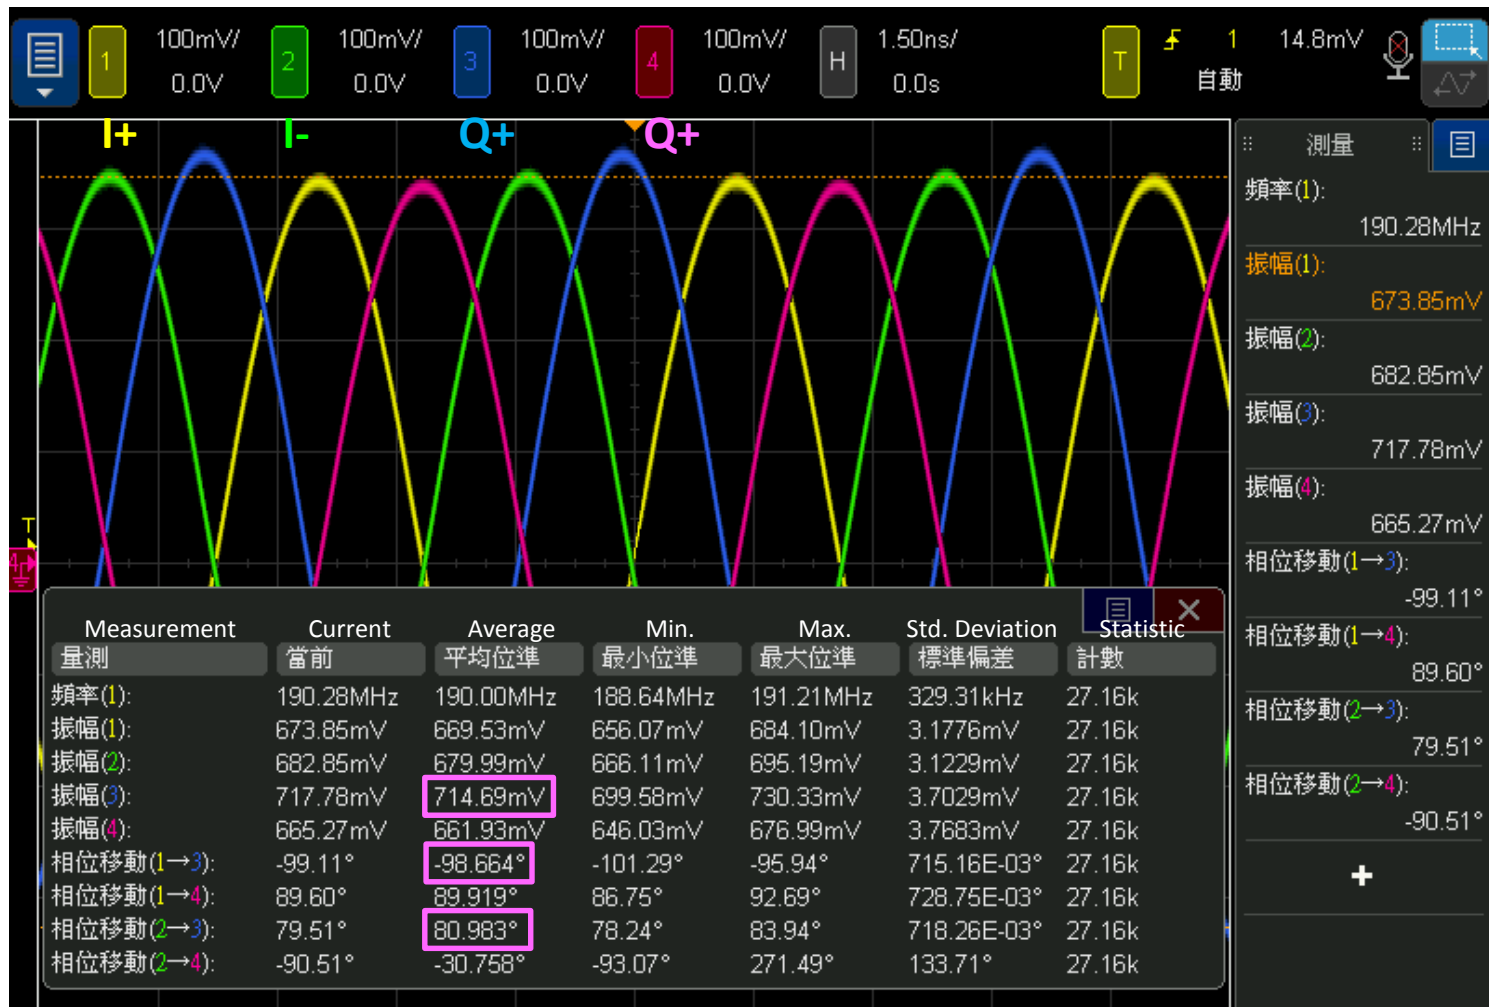 1 100mV/ 2 100mV/ 3 100mV/ 4 100mV/ H 1.50ns/ T 1 14.8mV
0.0V 0.0V 0.0V 0.0V 0.0s 自動
I+ I- Q+ Q+
測量
頻率(1):
190.28MHz
振幅(1):
673.85mV
振幅(2):
682.85mV
振幅(3):
717.78mV
振幅(4):
665.27mV
相位移動(1→3):
-99.11°
相位移動(1→4):
89.60°
相位移動(2→3):
79.51°
相位移動(2→4):
-90.51°
+
T
4
Measurement Current Average Min. Max. Std. Deviation Statistic
量測 當前 平均位準 最小位準 最大位準 標準偏差 計數
頻率(1): 190.28MHz 190.00MHz 188.64MHz 191.21MHz 329.31kHz 27.16k
振幅(1): 673.85mV 669.53mV 656.07mV 684.10mV 3.1776mV 27.16k
振幅(2): 682.85mV 679.99mV 666.11mV 695.19mV 3.1229mV 27.16k
振幅(3): 717.78mV 714.69mV 699.58mV 730.33mV 3.7029mV 27.16k
振幅(4): 665.27mV 661.93mV 646.03mV 676.99mV 3.7683mV 27.16k
相位移動(1→3): -99.11° -98.664° -101.29° -95.94° 715.16E-03° 27.16k
相位移動(1→4): 89.60° 89.919° 86.75° 92.69° 728.75E-03° 27.16k
相位移動(2→3): 79.51° 80.983° 78.24° 83.94° 718.26E-03° 27.16k
相位移動(2→4): -90.51° -30.758° -93.07° 271.49° 133.71° 27.16k